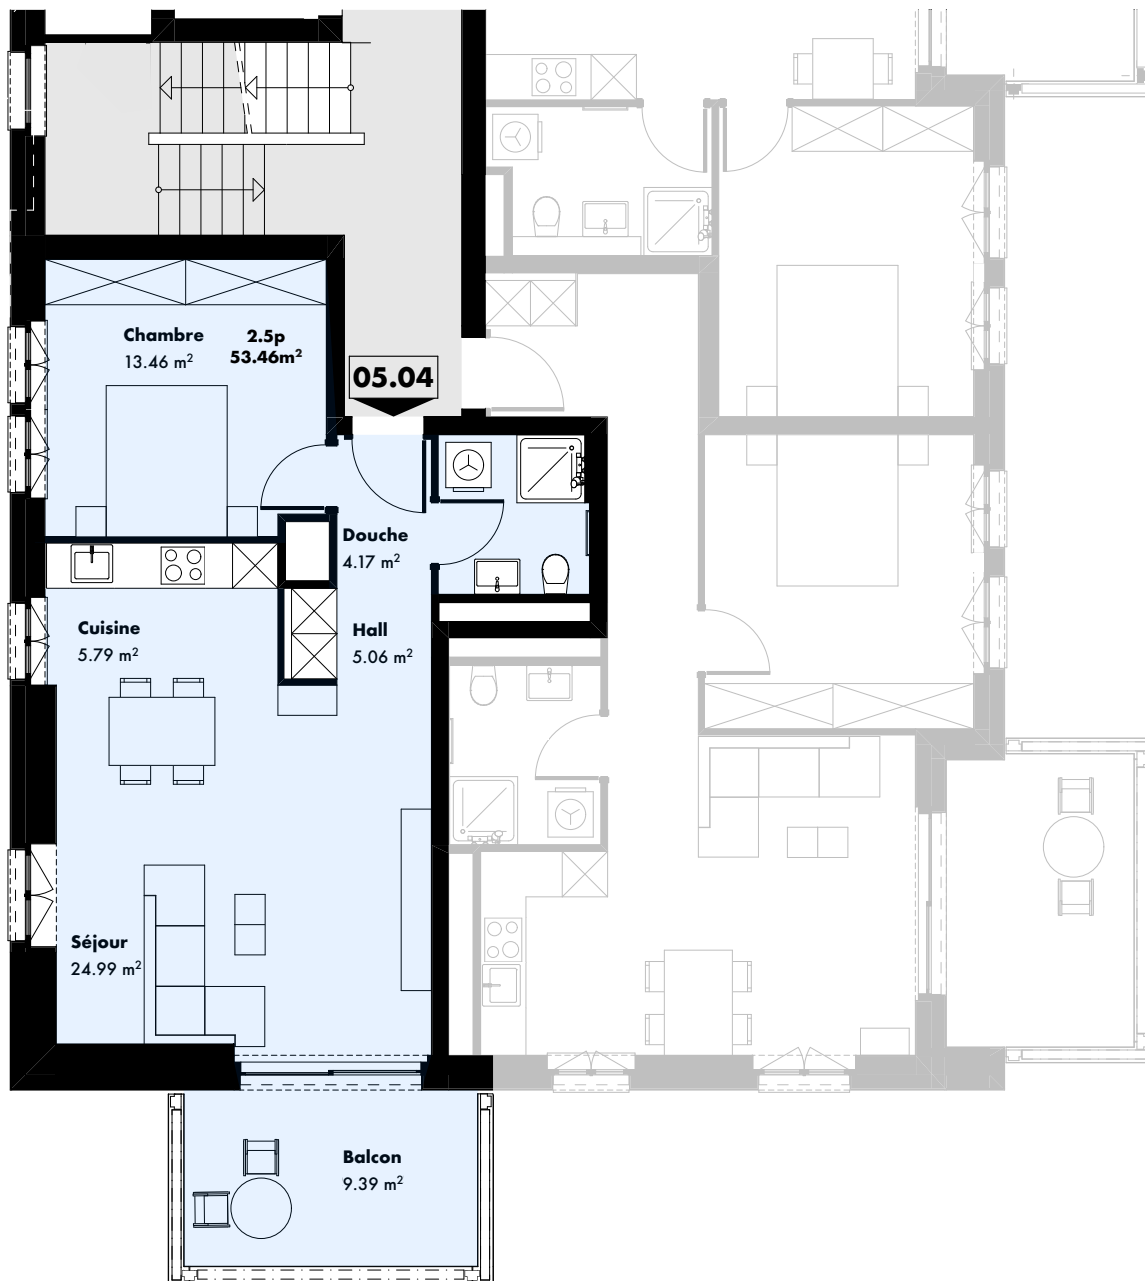 Chambre
13.46 m²
2.5p
53.46m²
05.04
Douche
4.17 m²
Cuisine
5.79 m²
Hall
5.06 m²
Séjour
24.99 m²
Balcon
9.39 m²